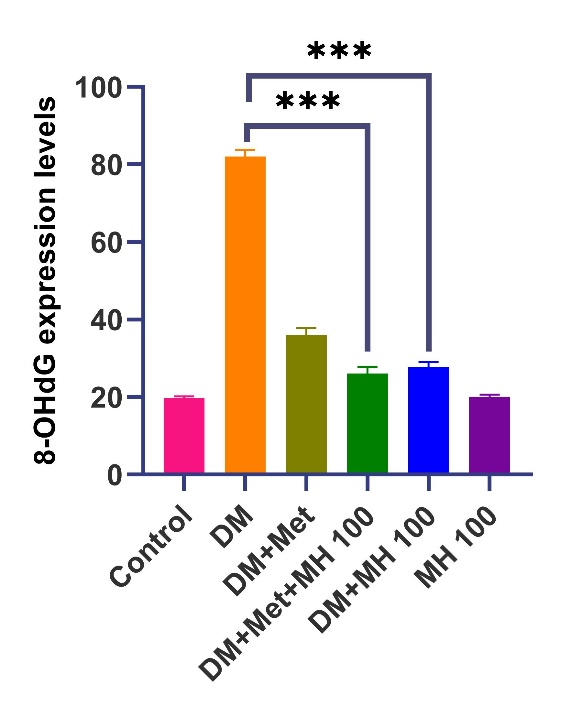 ***
***
100
80
60
40
20
0
8-OHdG expression levels
Control
DM
DM+Met
DM+Met+MH 100
DM+MH 100
MH 100